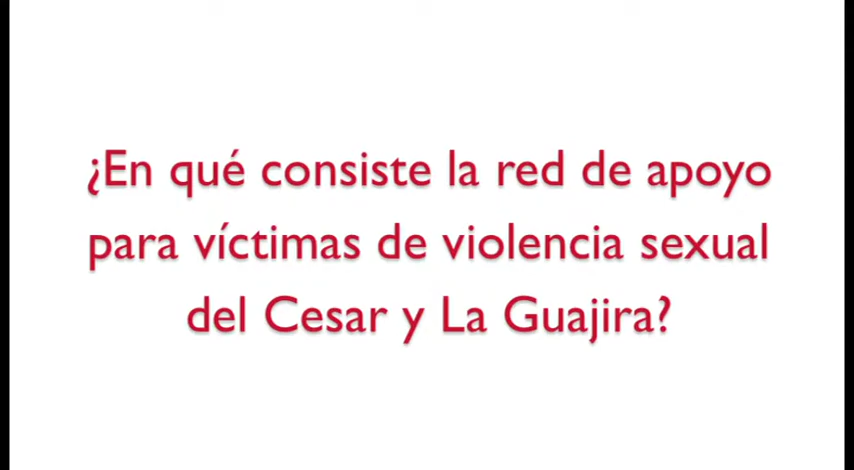 ¿En qué consiste la red de apoyo
para víctimas de violencia sexual
del Cesar y La Guajira?